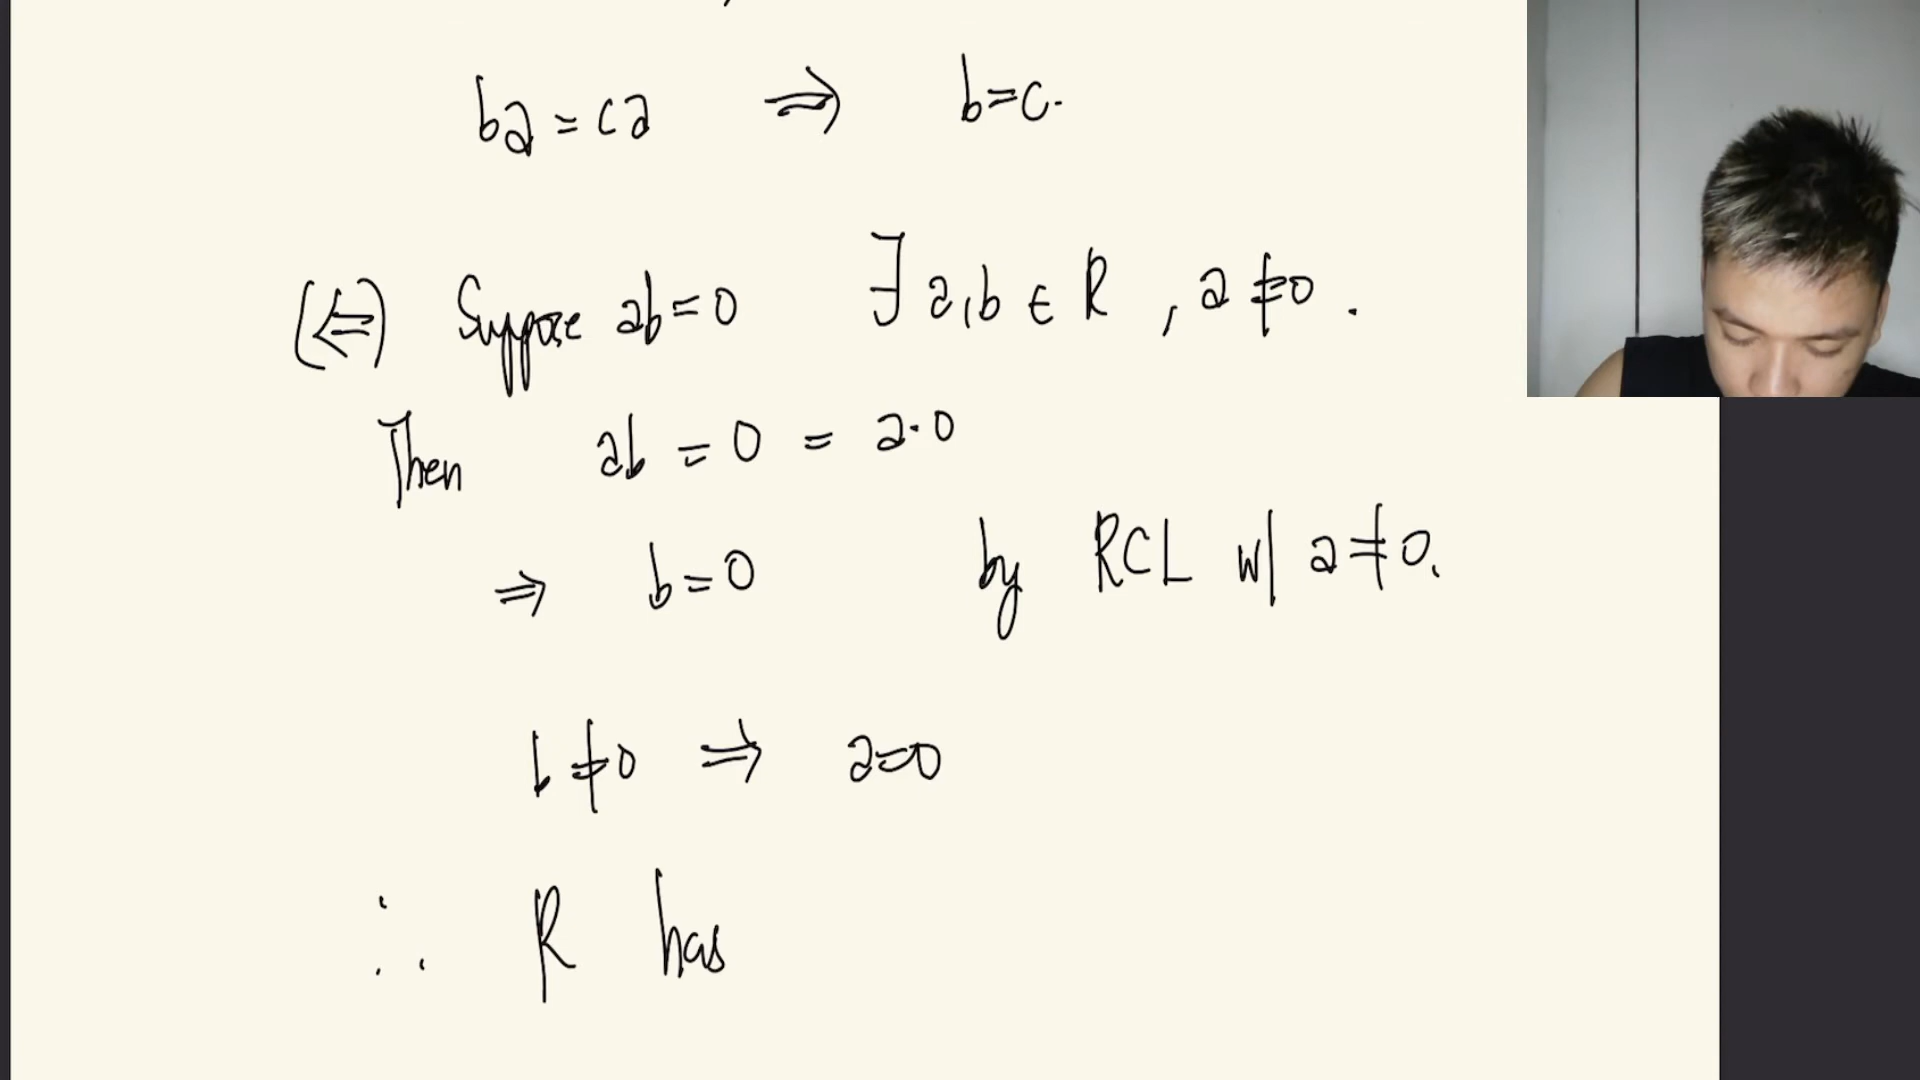 ba = ca ⇒ b=c.
(⇐) Suppose ab=0 ∃ a,b ∈ R , a ≠ 0 .
Then ab = 0 = a·0
⇒ b=0 by RCL w/ a≠0.
b≠0 ⇒ a=0
∴ R has